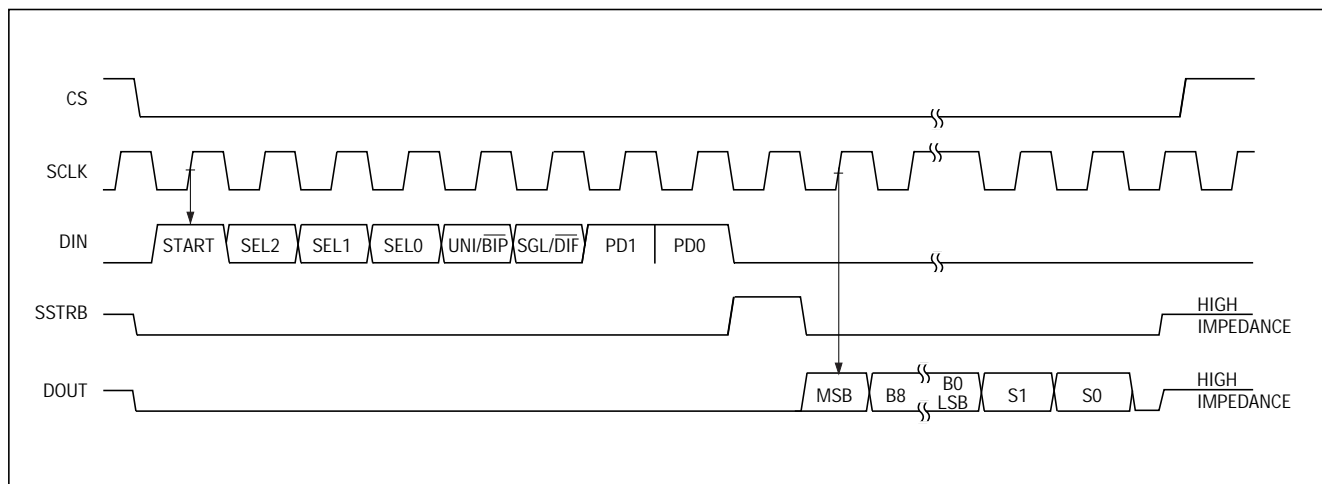 CS
SCLK
DIN
START SEL2 SEL1 SEL0 UNI/BIP SGL/DIF PD1 PD0
SSTRB
HIGH
IMPEDANCE
DOUT
MSB B8 B0
LSB S1 S0
HIGH
IMPEDANCE